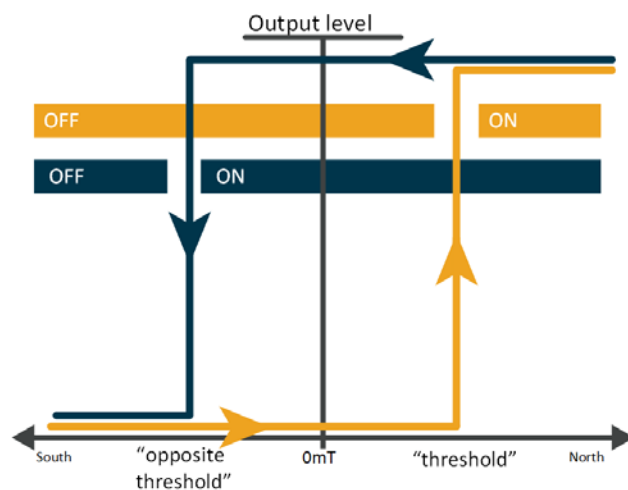 Output level
OFF
ON
OFF
ON
South
"opposite
threshold"
0mT
"threshold"
North